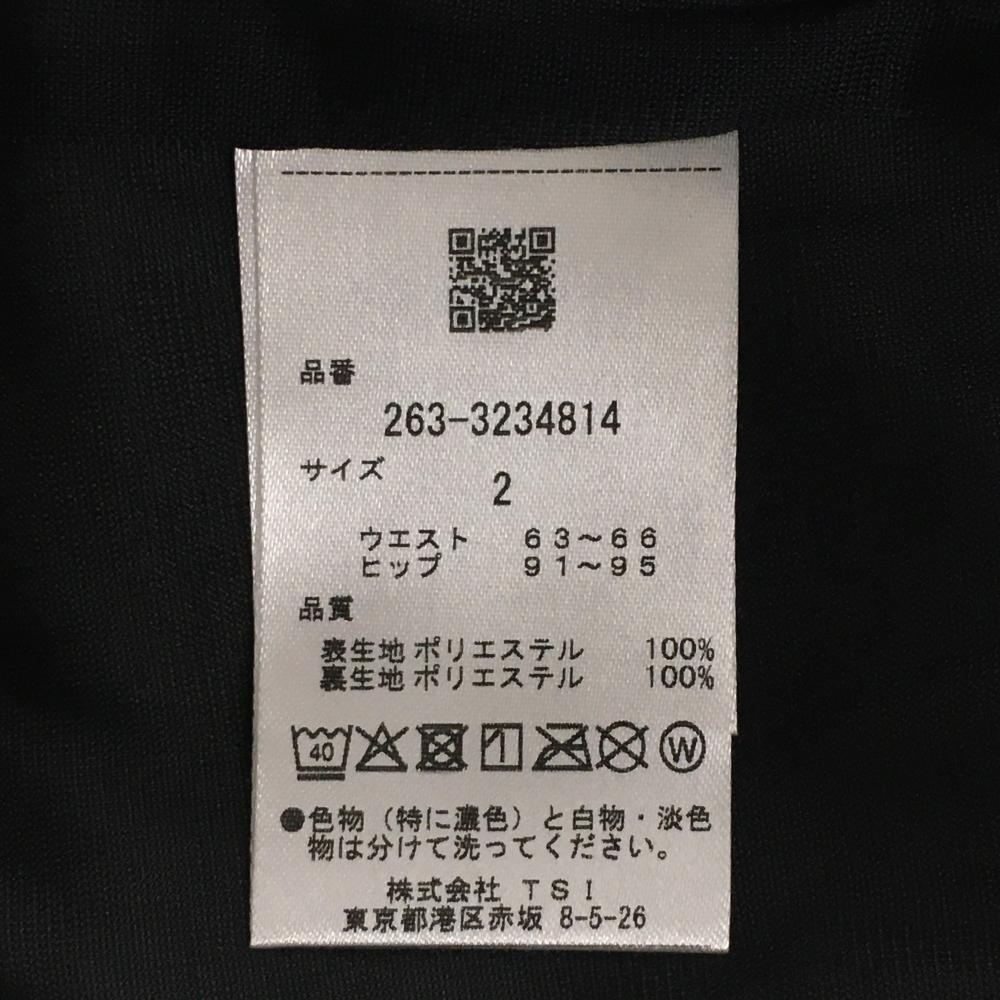 品番
263-3234814
サイズ
2
ウエスト 63～66
ヒップ 91～95
品質
表生地 ポリエステル 100%
裏生地 ポリエステル 100%
40 W
●色物（特に濃色）と白物・淡色
物は分けて洗ってください。
株式会社 TSI
東京都港区赤坂 8-5-26